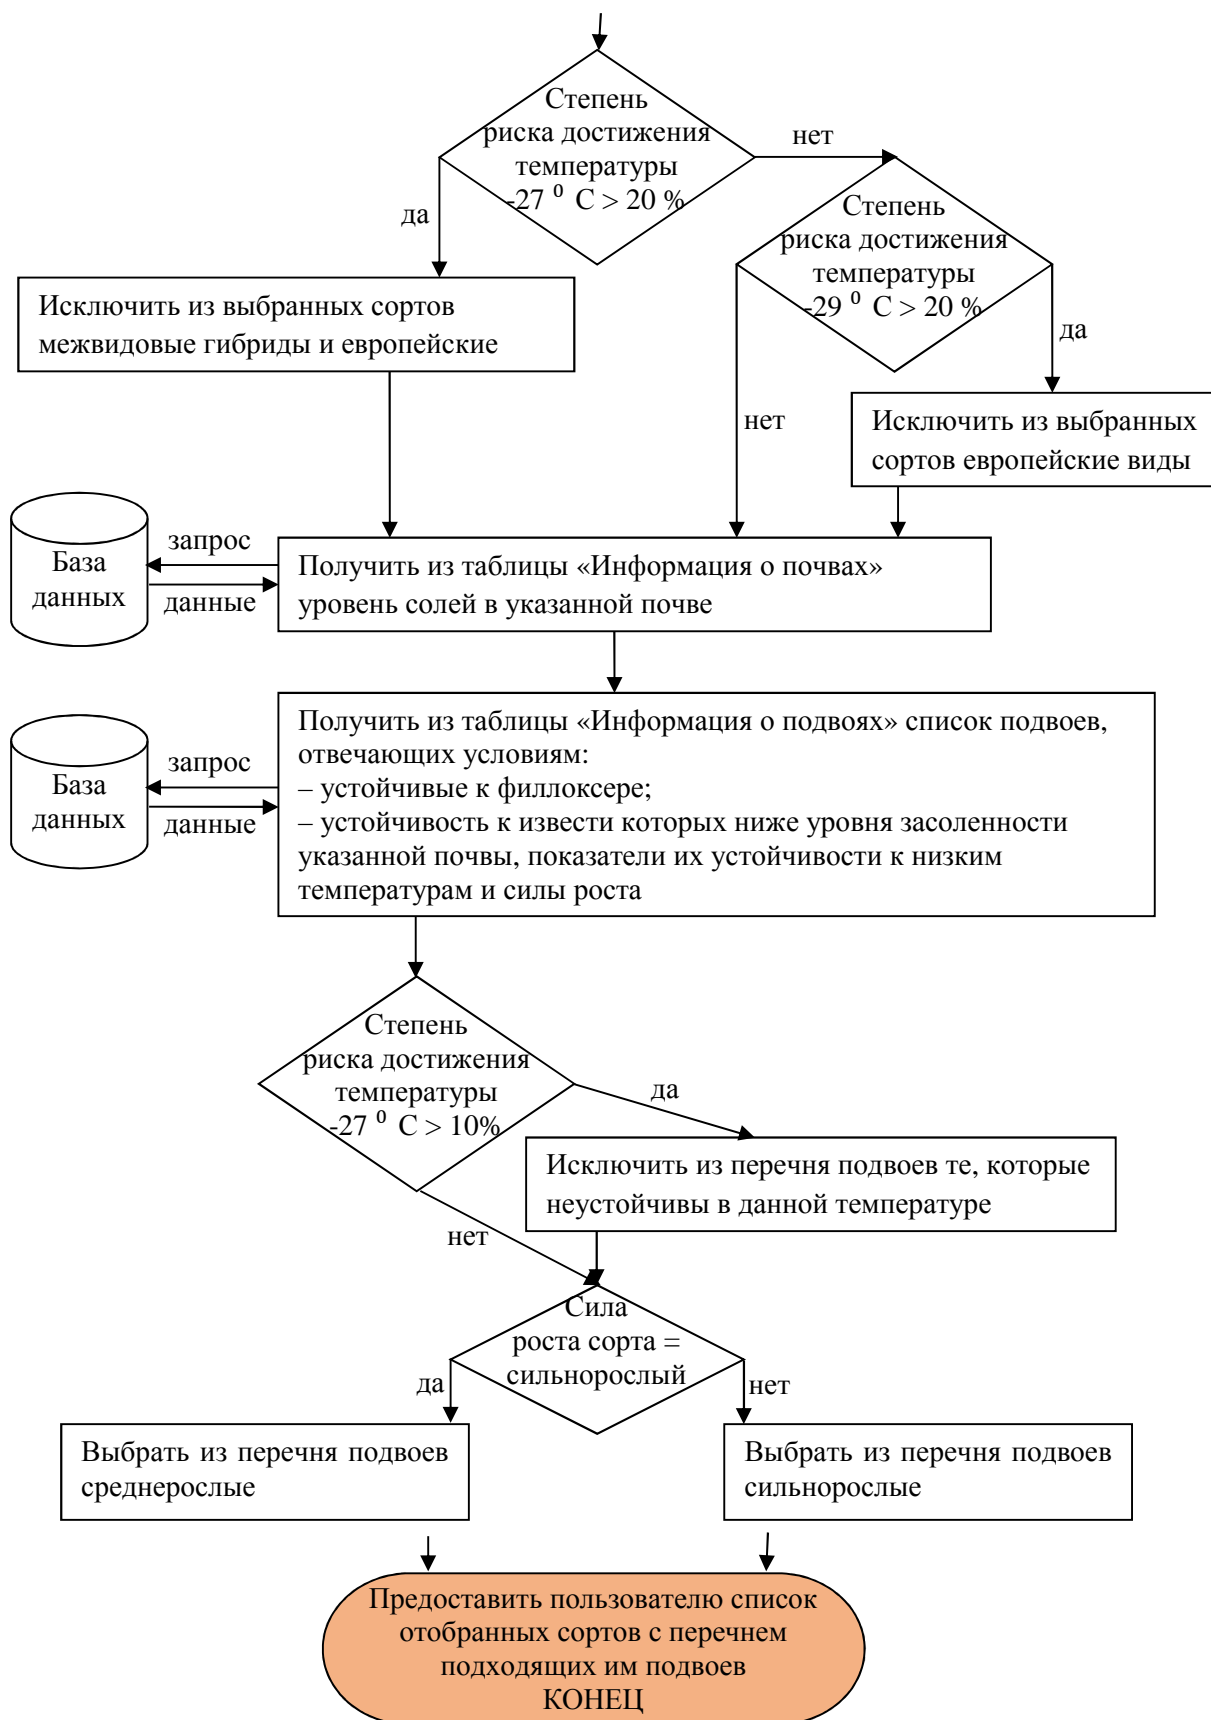 Степень
риска достижения
температуры
-27 ⁰ С > 20 %
нет
да
Степень
риска достижения
температуры
-29 ⁰ С > 20 %
да
нет
Исключить из выбранных сортов
межвидовые гибриды и европейские
Исключить из выбранных
сортов европейские виды
База
данных
запрос
данные
Получить из таблицы «Информация о почвах»
уровень солей в указанной почве
База
данных
запрос
данные
Получить из таблицы «Информация о подвоях» список подвоев,
отвечающих условиям:
– устойчивые к филлоксере;
– устойчивость к извести которых ниже уровня засоленности
указанной почвы, показатели их устойчивости к низким
температурам и силы роста
Степень
риска достижения
температуры
-27 ⁰ С > 10%
да
нет
Исключить из перечня подвоев те, которые
неустойчивы в данной температуре
Сила
роста сорта =
сильнорослый
да
нет
Выбрать из перечня подвоев
среднерослые
Выбрать из перечня подвоев
сильнорослые
Предоставить пользователю список
отобранных сортов с перечнем
подходящих им подвоев
КОНЕЦ